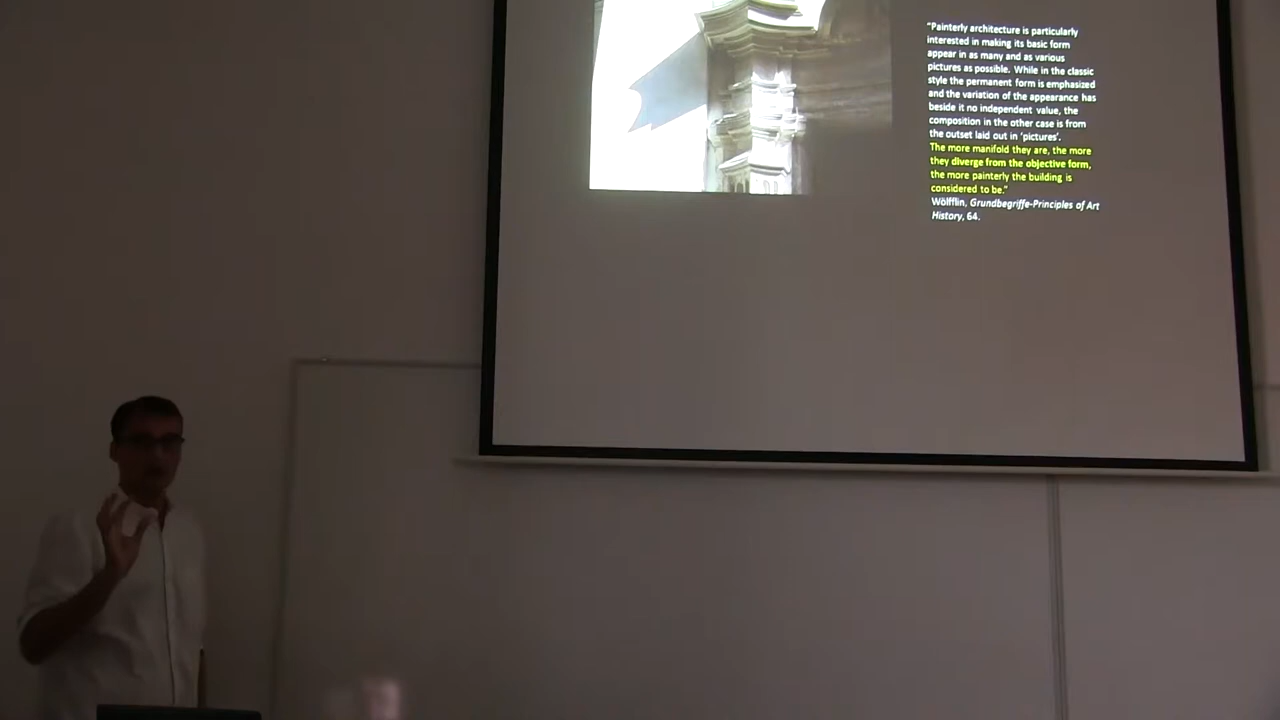 "Painterly architecture is particularly
interested in making its basic form
appear in as many and as various
pictures as possible. While in the classic
style the permanent form is emphasized
and the variation of the appearance has
beside it no independent value, the
composition in the other case is from
the outset laid out in 'pictures'.
The more manifold they are, the more
they diverge from the objective form,
the more painterly the building is
considered to be."
Wölfflin, Grundbegriffe-Principles of Art
History, 64.